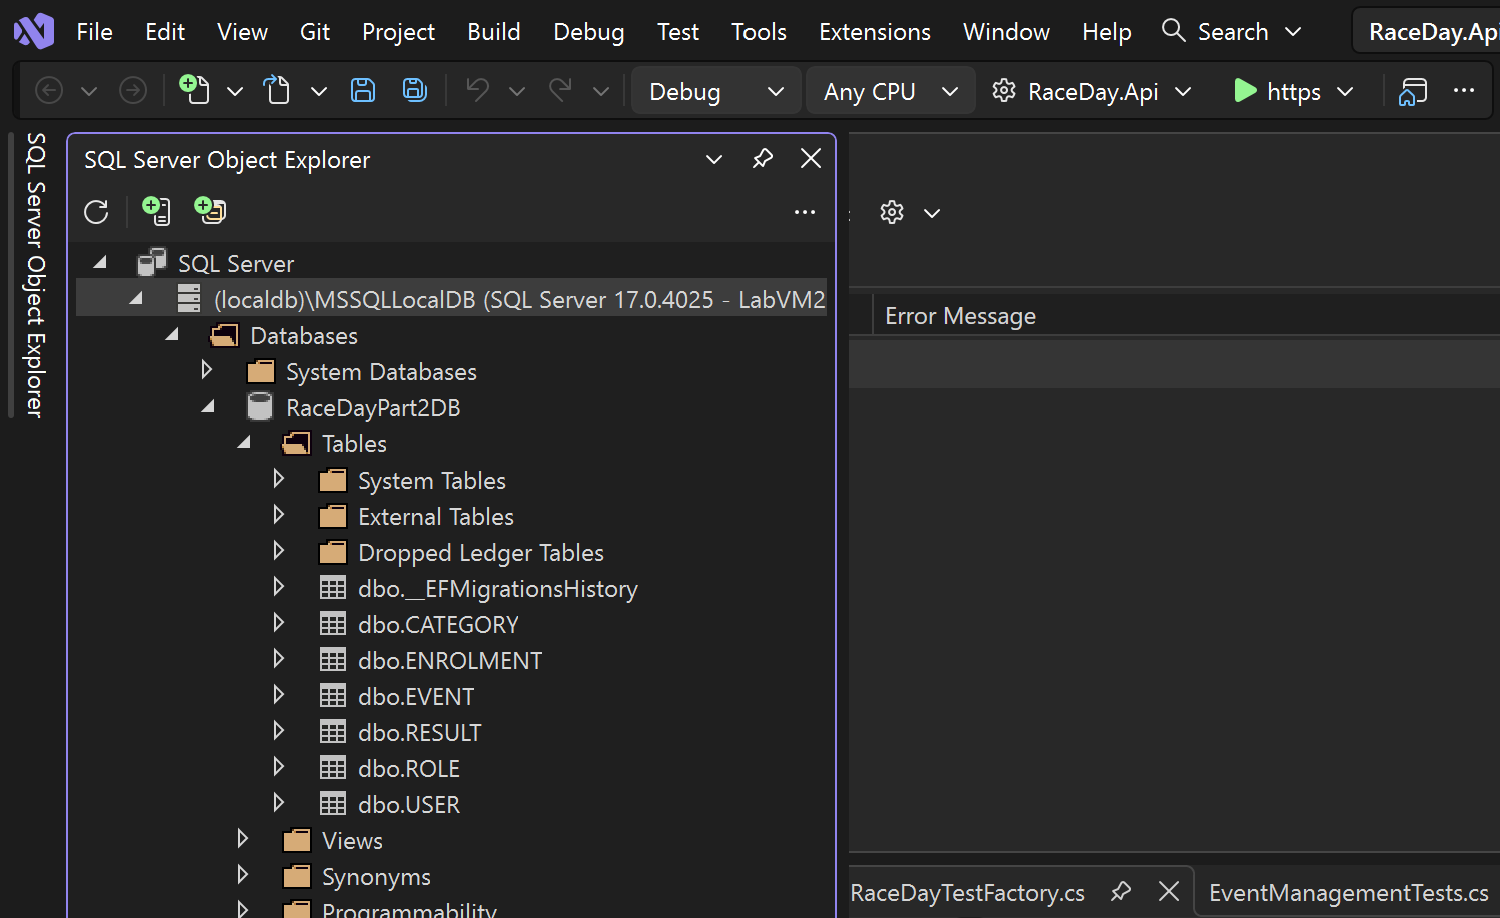 File Edit View Git Project Build Debug Test Tools Extensions Window Help Search RaceDay.Api
Debug Any CPU RaceDay.Api https
SQL Server Object Explorer
SQL Server Object Explorer
SQL Server
(localdb)\MSSQLLocalDB (SQL Server 17.0.4025 - LabVM2
Databases
System Databases
RaceDayPart2DB
Tables
System Tables
External Tables
Dropped Ledger Tables
dbo.__EFMigrationsHistory
dbo.CATEGORY
dbo.ENROLMENT
dbo.EVENT
dbo.RESULT
dbo.ROLE
dbo.USER
Views
Synonyms
Programmability
Error Message
RaceDayTestFactory.cs EventManagementTests.cs